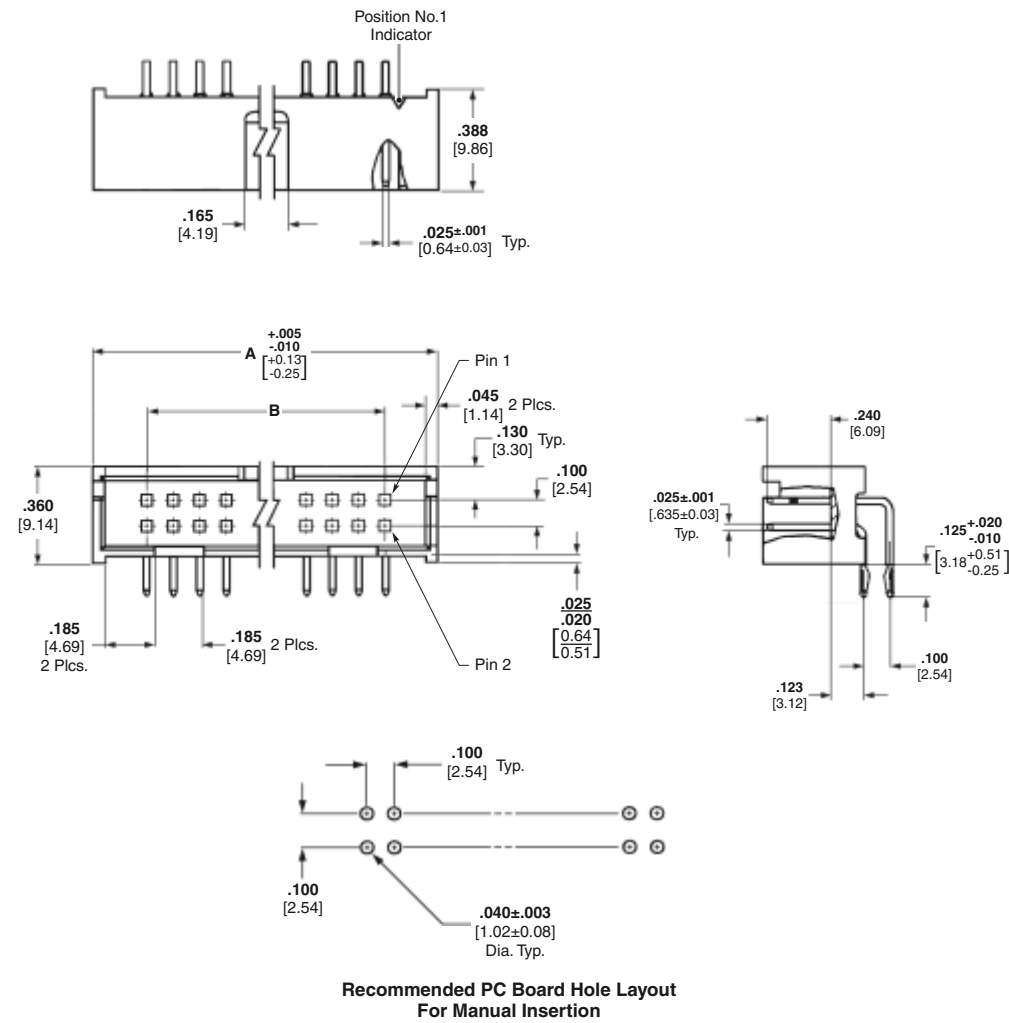 Position No.1
Indicator
.388
[9.86]
.165
[4.19]
.025±.001
[0.64±0.03] Typ.
A +.005
-.010
[+0.13
-0.25]
Pin 1
B
.045
[1.14] 2 Plcs.
.130
[3.30] Typ.
.100
[2.54]
.360
[9.14]
.025
.020
[0.64
0.51]
.185
[4.69]
2 Plcs.
.185
[4.69] 2 Plcs.
Pin 2
.240
[6.09]
.025±.001
[.635±0.03]
Typ.
.125+.020
-.010
[3.18+0.51
-0.25]
.100
[2.54]
.123
[3.12]
.100
[2.54] Typ.
.100
[2.54]
.040±.003
[1.02±0.08]
Dia. Typ.
Recommended PC Board Hole Layout
For Manual Insertion